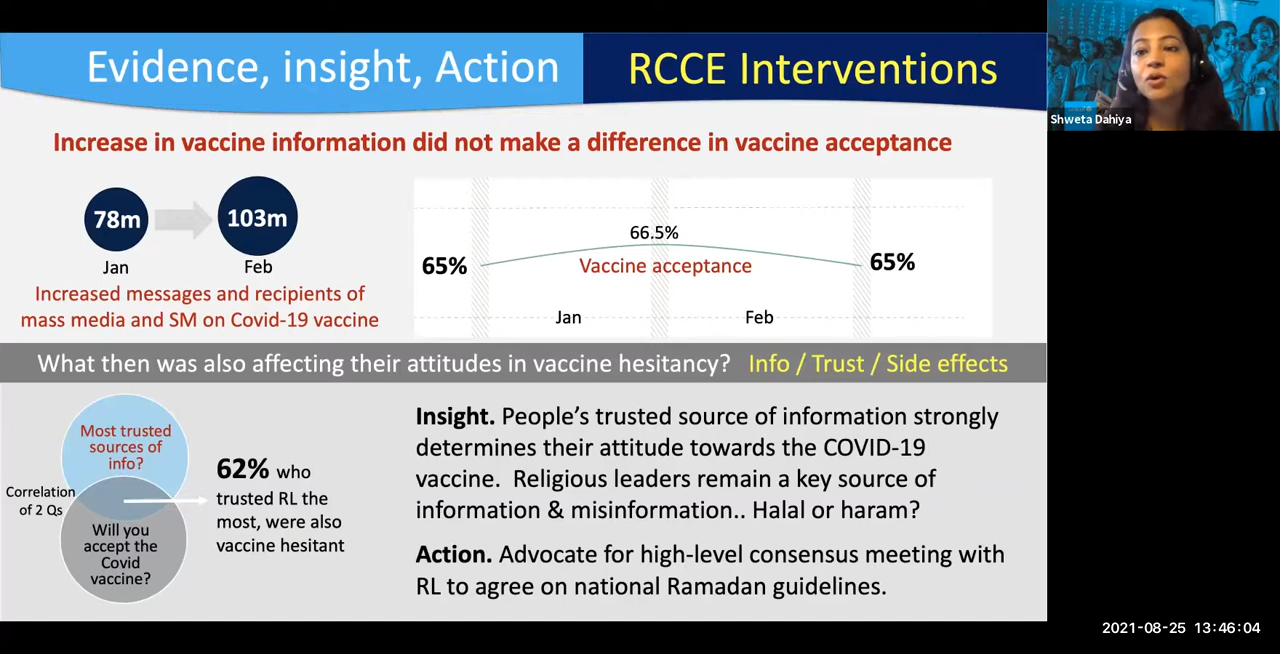 Evidence, insight, Action
RCCE Interventions
Shweta Dahiya
Increase in vaccine information did not make a difference in vaccine acceptance
78m
103m
Jan
Feb
Increased messages and recipients of
mass media and SM on Covid-19 vaccine
66.5%
65%
Vaccine acceptance
65%
Jan
Feb
What then was also affecting their attitudes in vaccine hesitancy? Info / Trust / Side effects
Most trusted
sources of
info?
Correlation
of 2 Qs
Will you
accept the
Covid
vaccine?
62% who
trusted RL the
most, were also
vaccine hesitant
Insight. People's trusted source of information strongly
determines their attitude towards the COVID-19
vaccine. Religious leaders remain a key source of
information & misinformation.. Halal or haram?
Action. Advocate for high-level consensus meeting with
RL to agree on national Ramadan guidelines.
2021-08-25 13:46:04